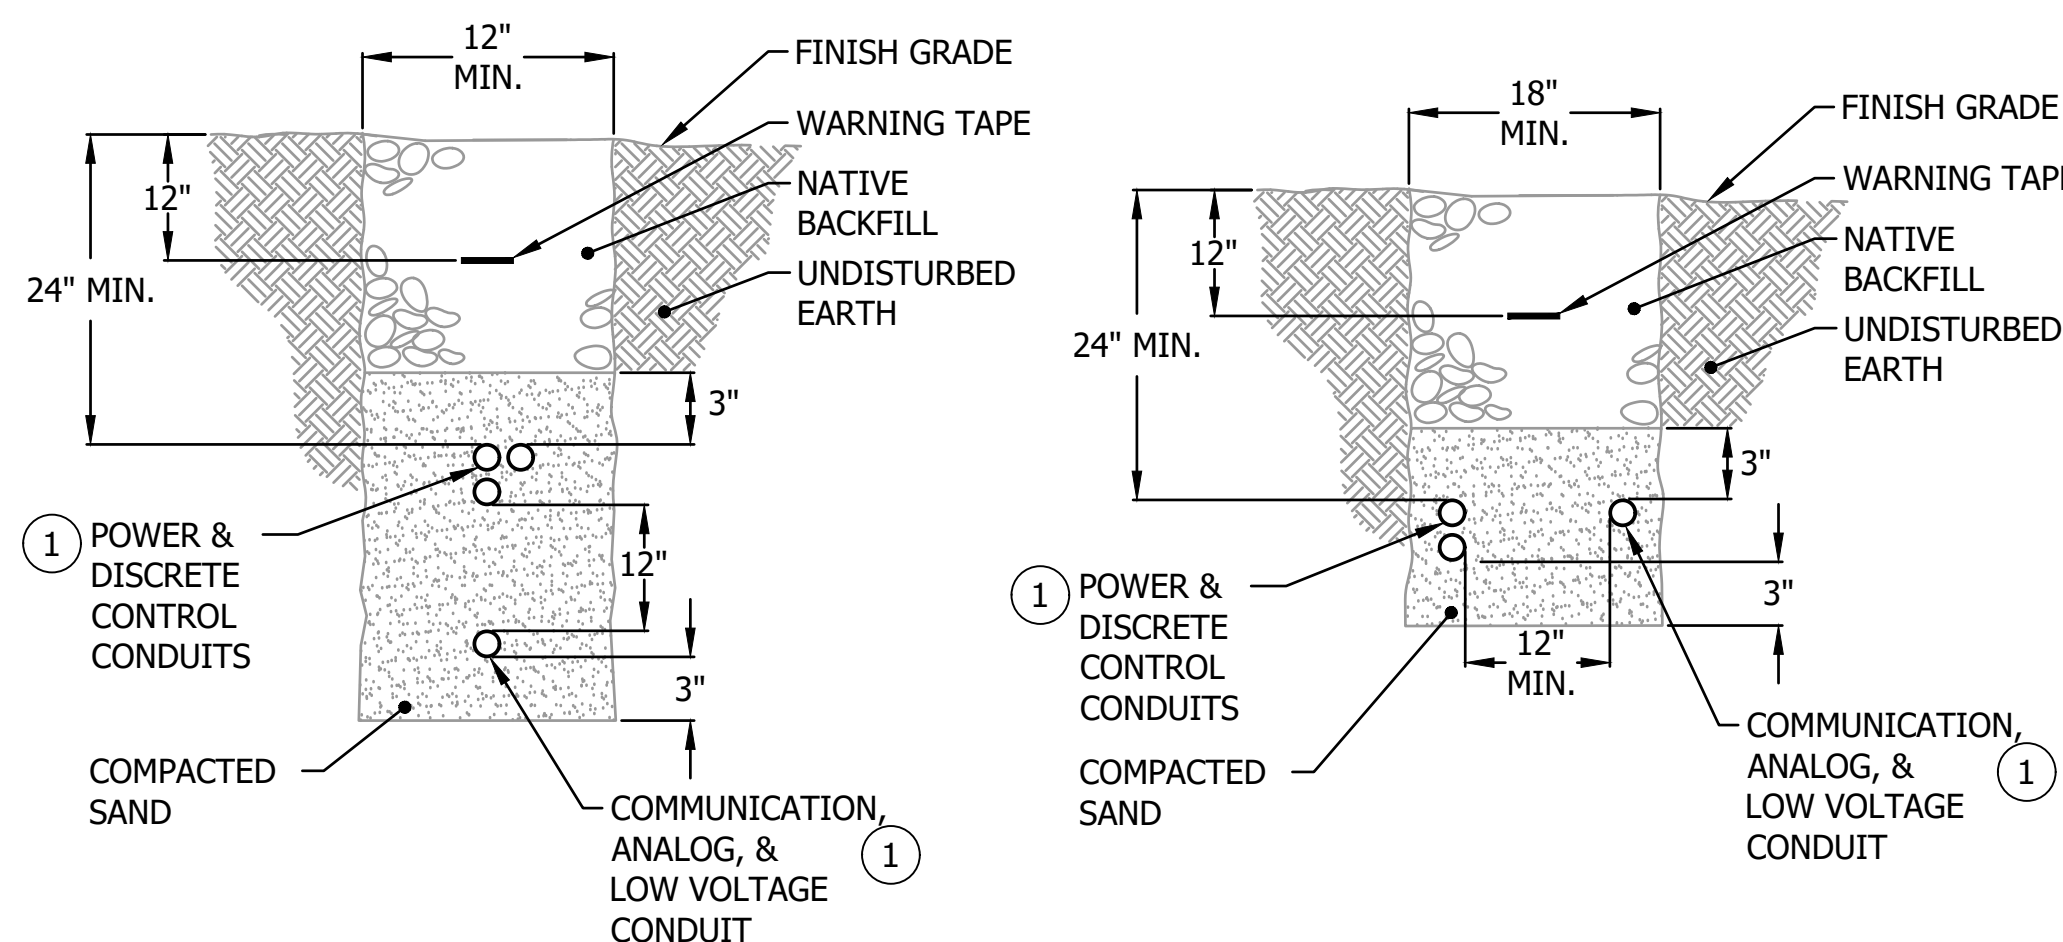 12"
MIN.
FINISH GRADE
WARNING TAPE
NATIVE
BACKFILL
UNDISTURBED
EARTH
12"
24" MIN.
3"
1
POWER &
DISCRETE
CONTROL
CONDUITS
12"
3"
COMPACTED
SAND
COMMUNICATION,
ANALOG, &
LOW VOLTAGE
CONDUIT
1
18"
MIN.
FINISH GRADE
WARNING TAP
NATIVE
BACKFILL
UNDISTURBED
EARTH
12"
24" MIN.
3"
1
POWER &
DISCRETE
CONTROL
CONDUITS
3"
12"
MIN.
COMPACTED
SAND
COMMUNICATION,
ANALOG, &
LOW VOLTAGE
CONDUIT
1